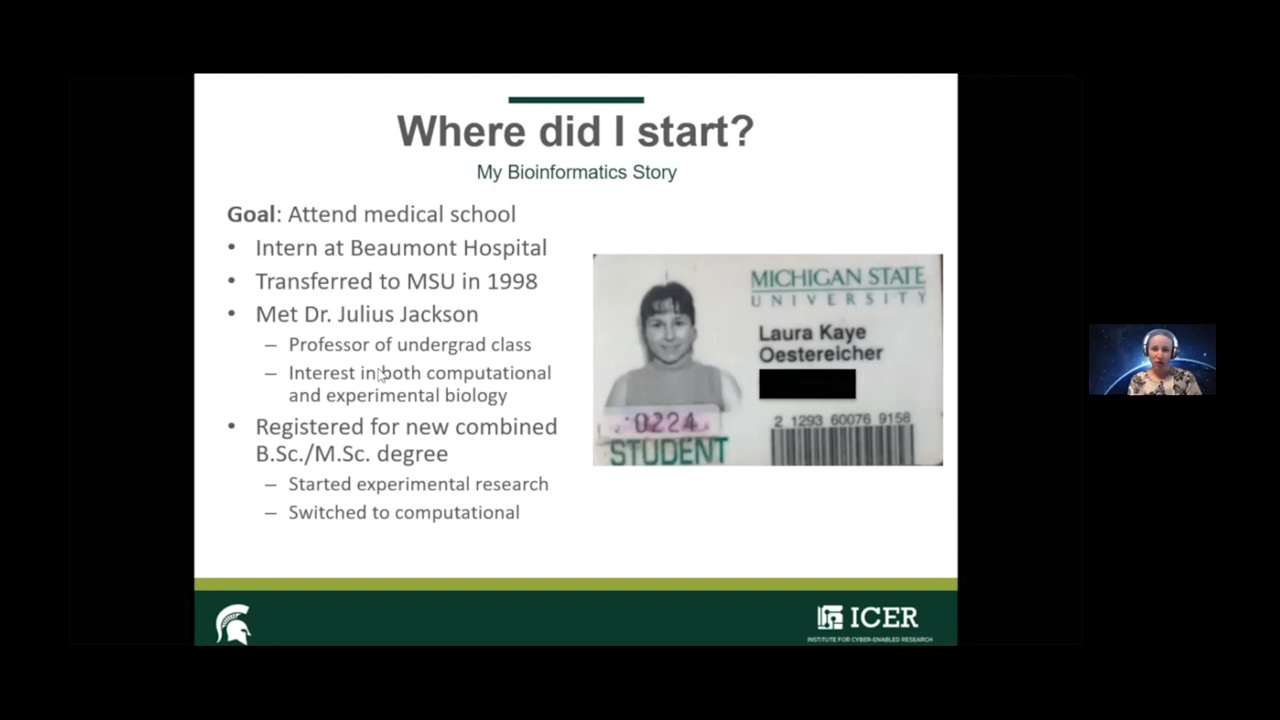 Where did I start?
My Bioinformatics Story
Goal: Attend medical school
• Intern at Beaumont Hospital
• Transferred to MSU in 1998
• Met Dr. Julius Jackson
– Professor of undergrad class
– Interest in both computational
and experimental biology
• Registered for new combined
B.Sc./M.Sc. degree
– Started experimental research
– Switched to computational
MICHIGAN STATE
UNIVERSITY
Laura Kaye
Oestereicher
2 1293 60076 9158
0224
STUDENT
ICER
INSTITUTE FOR CYBER-ENABLED RESEARCH